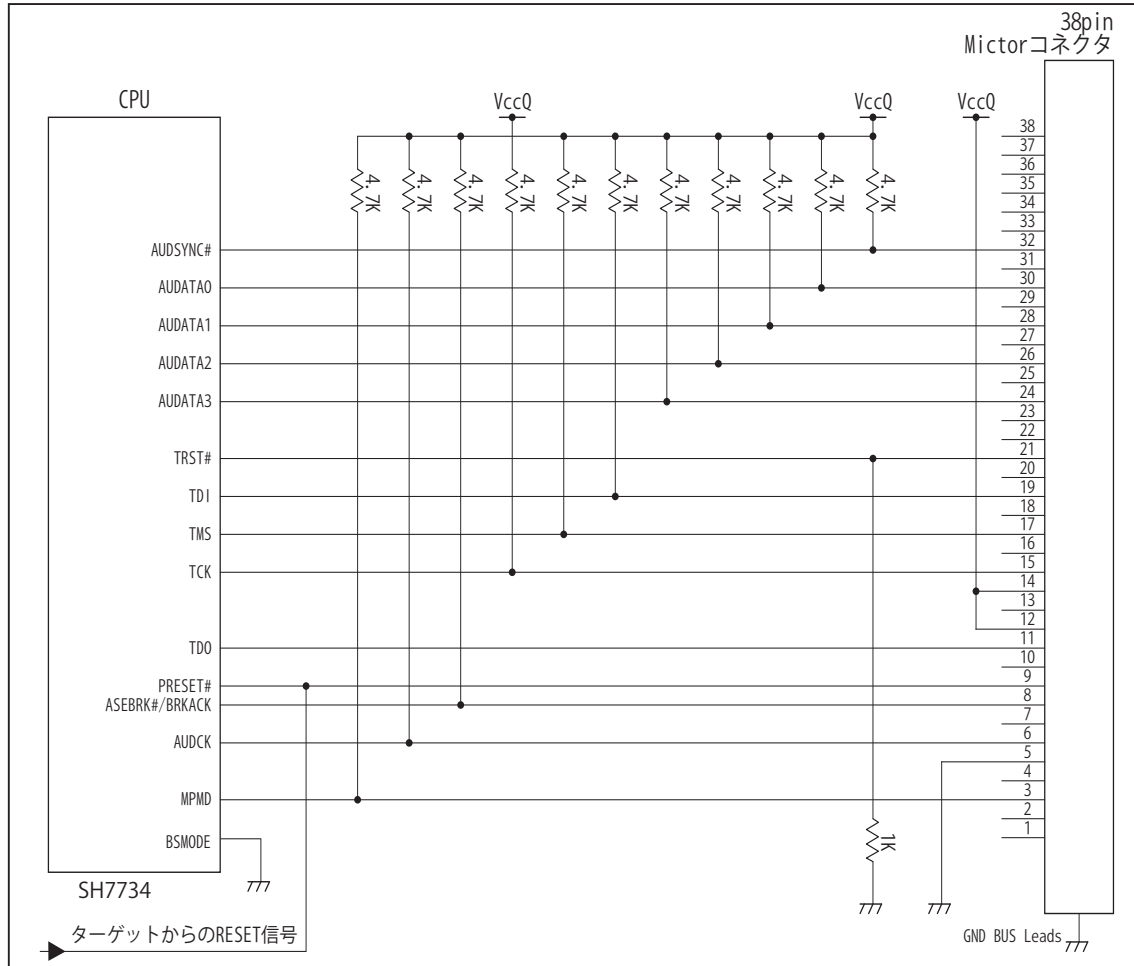 38pin
Mictorコネクタ
CPU
VccQ
VccQ
VccQ
4.7K
4.7K
4.7K
4.7K
4.7K
4.7K
4.7K
4.7K
4.7K
4.7K
4.7K
38
37
36
35
34
33
32
31
30
29
28
27
26
25
24
23
22
21
20
19
18
17
16
15
14
13
12
11
10
9
8
7
6
5
4
3
2
1
AUDSYNC#
AUDATA0
AUDATA1
AUDATA2
AUDATA3
TRST#
TDI
TMS
TCK
TDO
PRESET#
ASEBRK#/BRKACK
AUDCK
MPMD
BSMODE
1K
SH7734
ターゲットからのRESET信号
GND BUS Leads